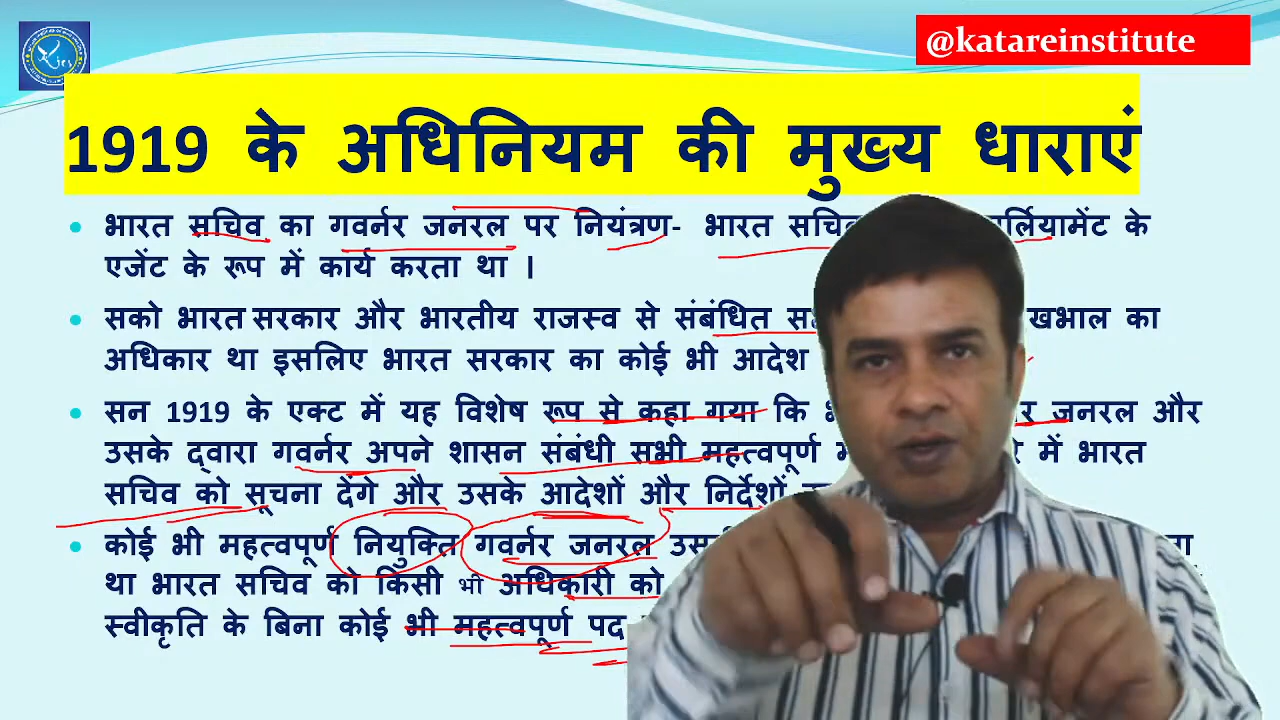 @katareinstitute
1919 के अधिनियम की मुख्य धाराएं
भारत सचिव का गवर्नर जनरल पर नियंत्रण- भारत के
एजेंट के रूप में कार्य करता था ।
सको भारत सरकार और भारतीय राजस्व से संबंधित का
अधिकार था इसलिए भारत सरकार का कोई भी आदेश
सन 1919 के एक्ट में यह विशेष रूप से कहा गया कि जनरल और
उसके द्वारा गवर्नर अपने शासन संबंधी सभी महत्वपूर्ण में भारत
सचिव को सूचना देंगे और उसके आदेशों और निर्देशों
कोई भी महत्वपूर्ण नियुक्ति गवर्नर जनरल
था भारत सचिव को किसी भी अधिकारी को
स्वीकृति के बिना कोई भी महत्वपूर्ण पद